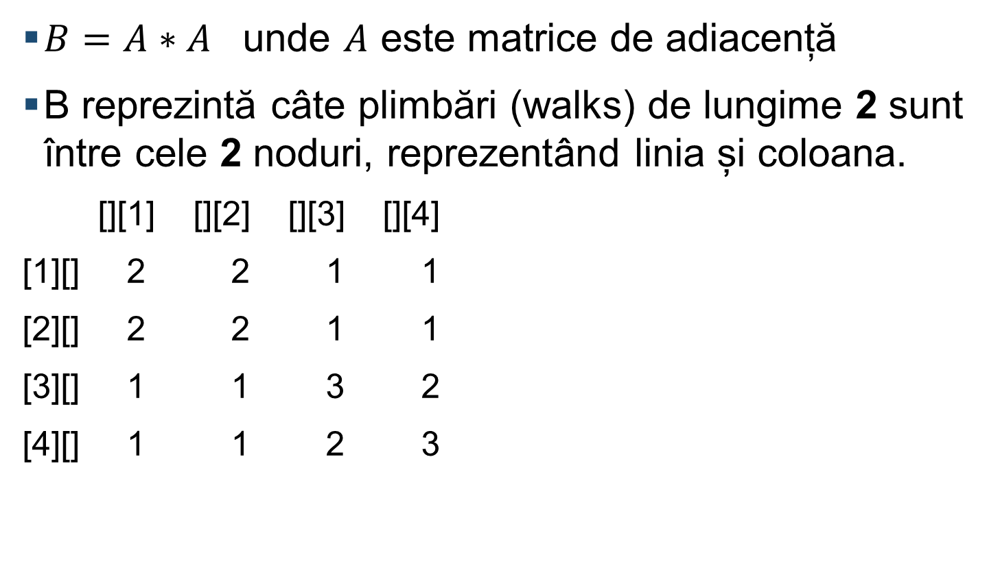 ▪ B = A ∗ A unde A este matrice de adiacență
▪ B reprezintă câte plimbări (walks) de lungime 2 sunt
între cele 2 noduri, reprezentând linia și coloana.
[][1] [][2] [][3] [][4]
[1][] 2 2 1 1
[2][] 2 2 1 1
[3][] 1 1 3 2
[4][] 1 1 2 3